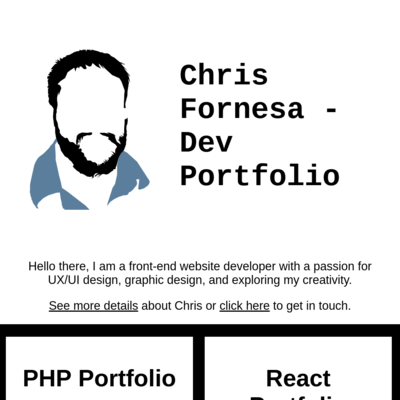 Chris
Fornesa -
Dev
Portfolio
Hello there, I am a front-end website developer with a passion for
UX/UI design, graphic design, and exploring my creativity.
See more details about Chris or click here to get in touch.
PHP Portfolio
React
Portfolio